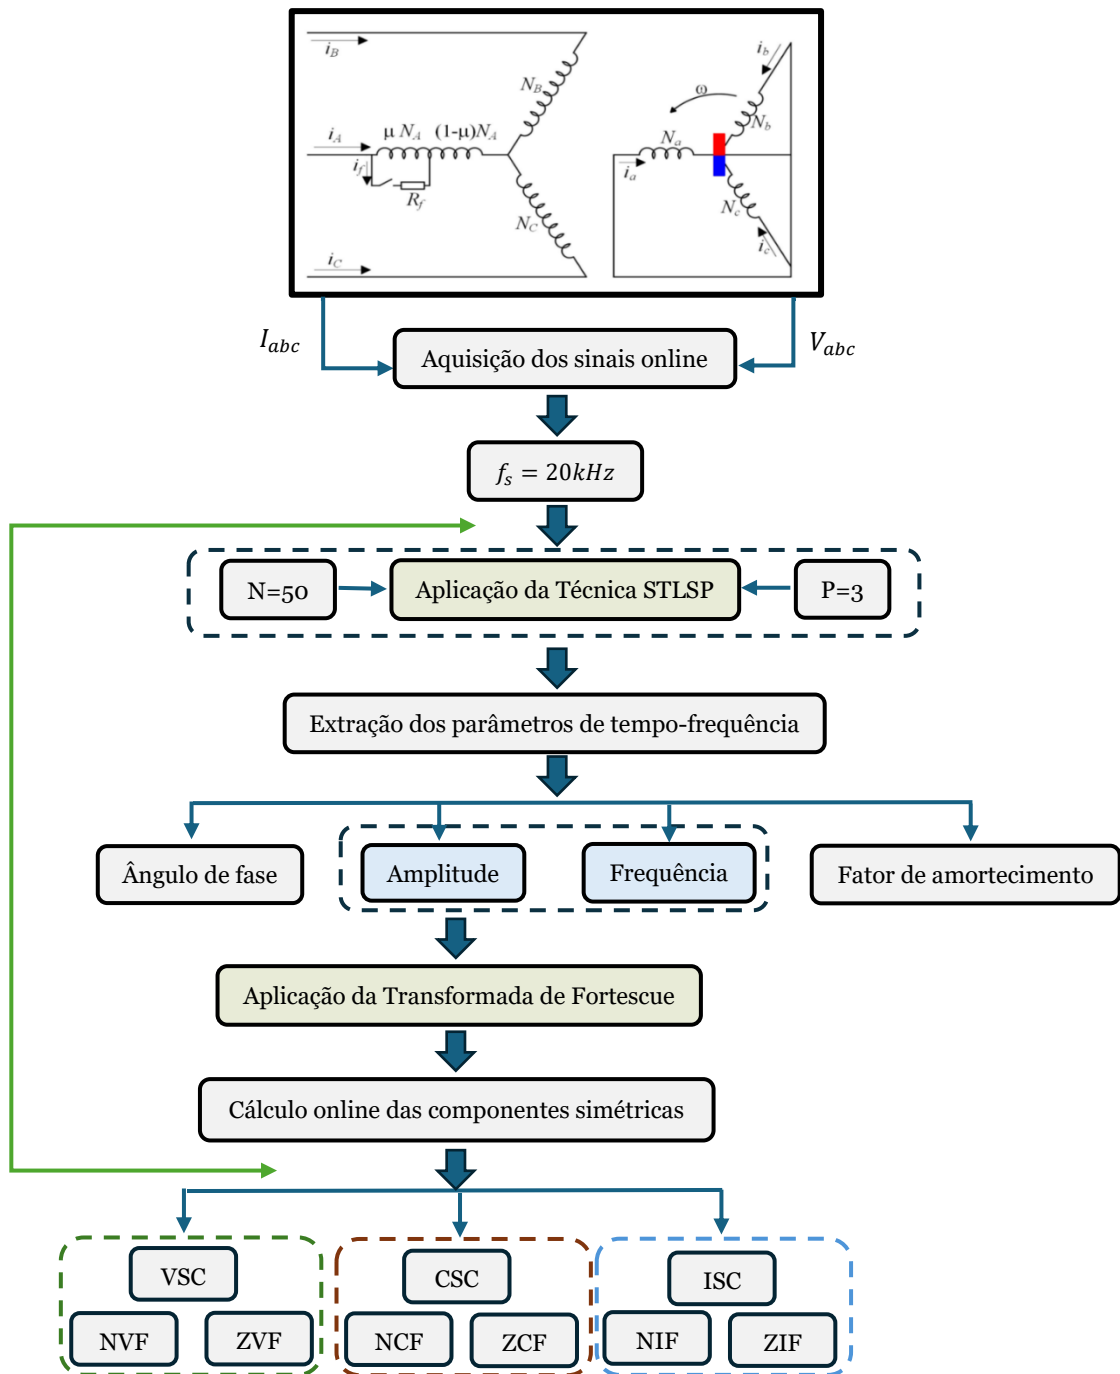 i_B
N_B
i_A
μ N_A (1-μ)N_A
i_f
R_f
N_C
i_C
i_b
ω
N_b
N_a
i_a
N_c
i_c
I_abc
V_abc
Aquisição dos sinais online
f_s = 20kHz
N=50
Aplicação da Técnica STLSP
P=3
Extração dos parâmetros de tempo-frequência
Ângulo de fase
Amplitude
Frequência
Fator de amortecimento
Aplicação da Transformada de Fortescue
Cálculo online das componentes simétricas
VSC
CSC
ISC
NVF
ZVF
NCF
ZCF
NIF
ZIF